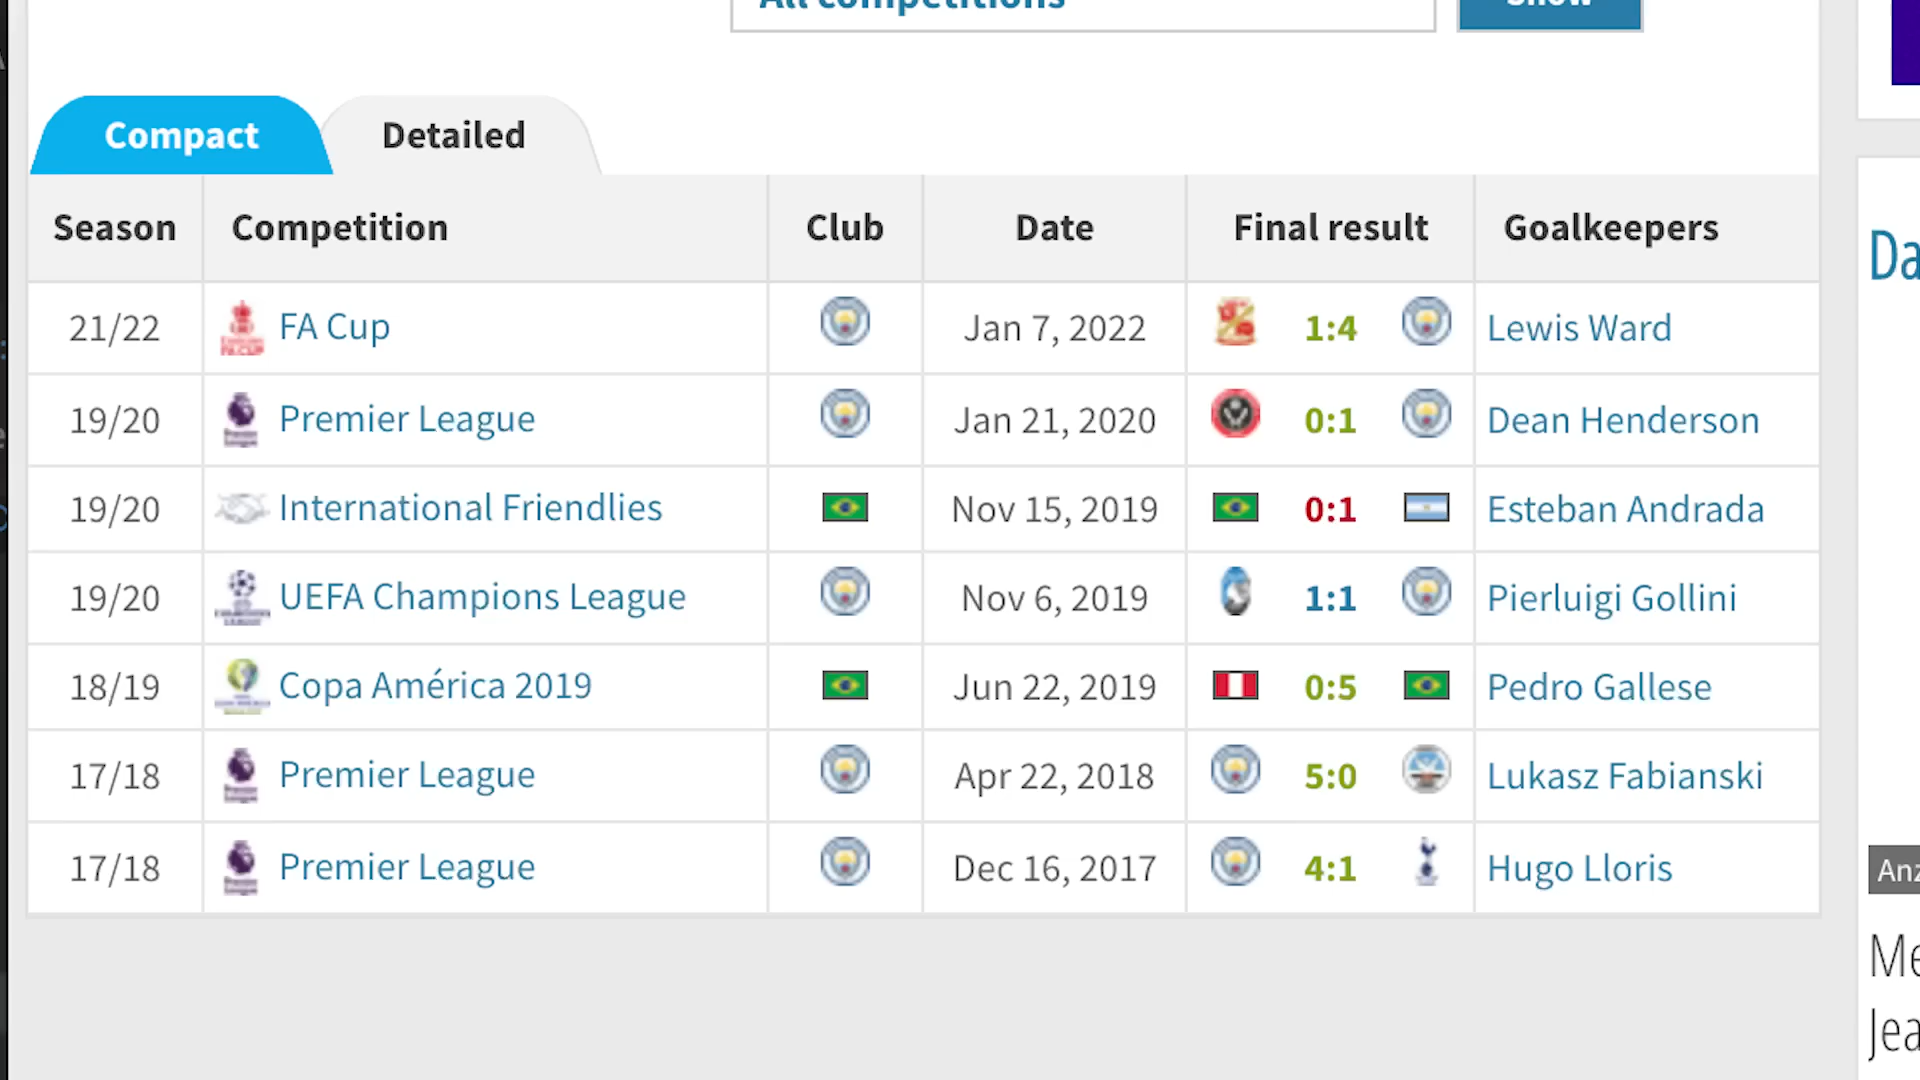 All competitions Show
Compact Detailed
Season Competition Club Date Final result Goalkeepers
21/22 FA Cup Jan 7, 2022 1:4 Lewis Ward
19/20 Premier League Jan 21, 2020 0:1 Dean Henderson
19/20 International Friendlies Nov 15, 2019 0:1 Esteban Andrada
19/20 UEFA Champions League Nov 6, 2019 1:1 Pierluigi Gollini
18/19 Copa América 2019 Jun 22, 2019 0:5 Pedro Gallese
17/18 Premier League Apr 22, 2018 5:0 Lukasz Fabianski
17/18 Premier League Dec 16, 2017 4:1 Hugo Lloris